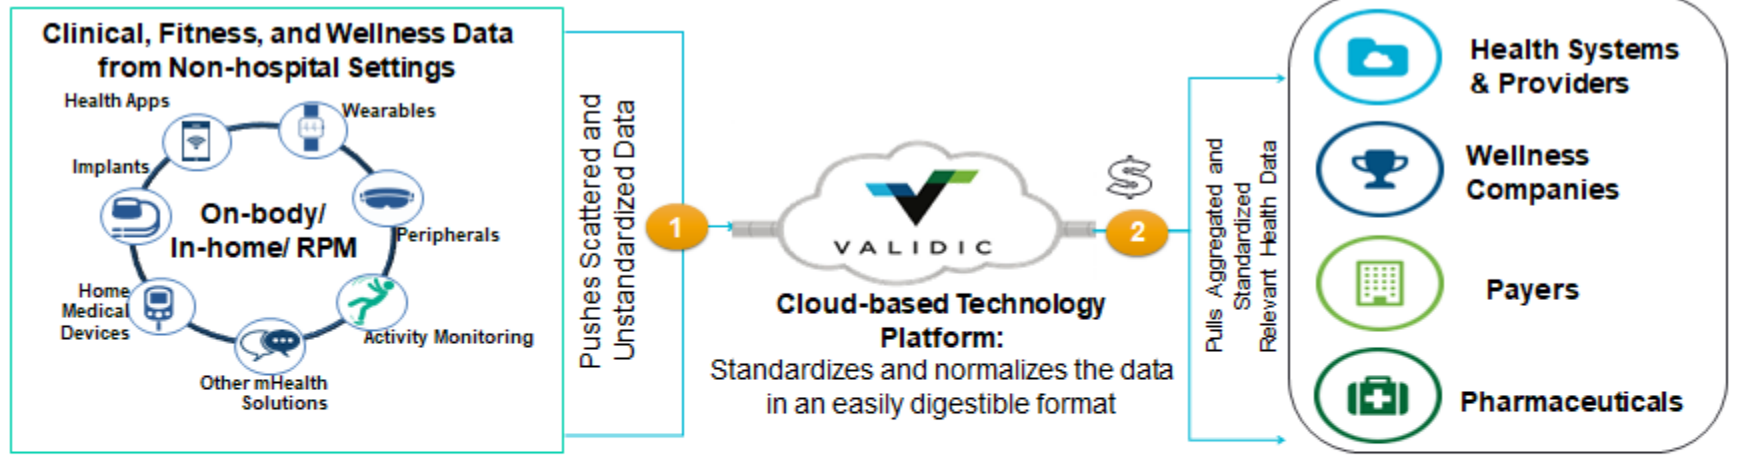 Clinical, Fitness, and Wellness Data
from Non-hospital Settings
Health Apps
Wearables
Implants
On-body/
In-home/ RPM
Peripherals
Home
Medical
Devices
Activity Monitoring
Other mHealth
Solutions
Pushes Scattered and
Unstandardized Data
1
VALIDIC
Cloud-based Technology
Platform:
Standardizes and normalizes the data
in an easily digestible format
$
2
Pulls Aggregated and
Standardized
Relevant Health Data
Health Systems
& Providers
Wellness
Companies
Payers
Pharmaceuticals